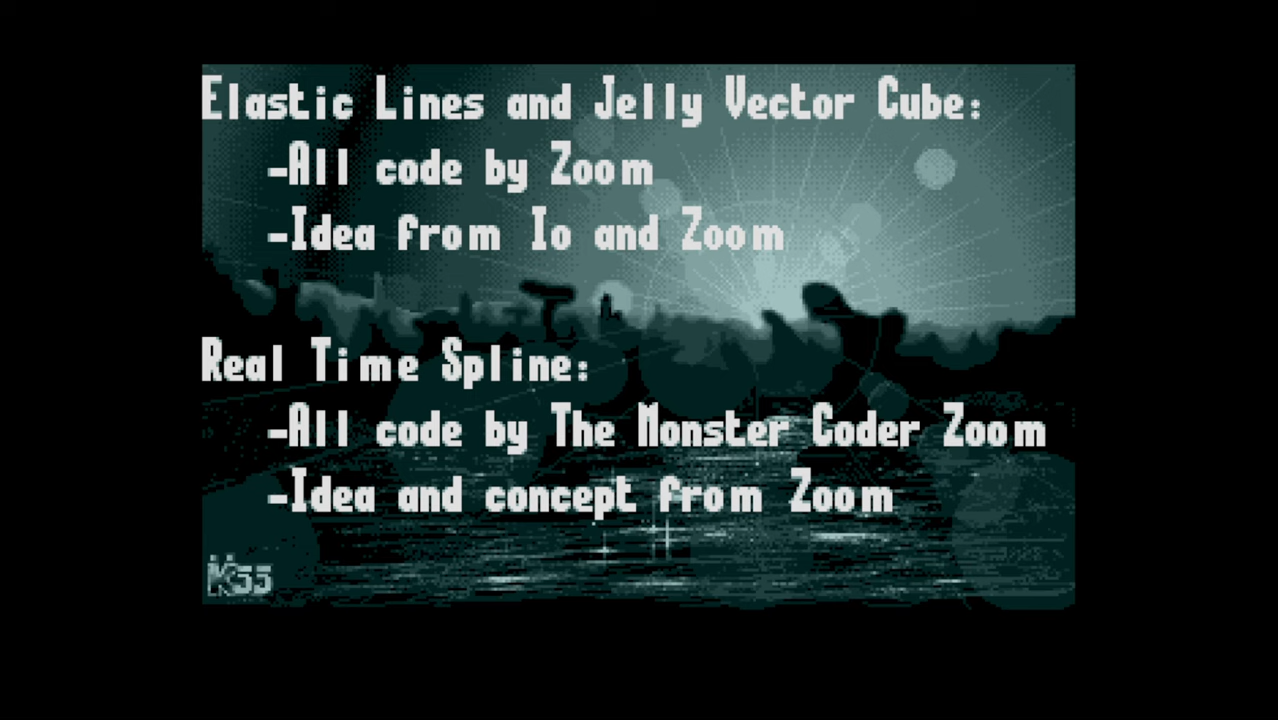 Elastic Lines and Jelly Vector Cube:
-All code by Zoom
-Idea from Io and Zoom
Real Time Spline:
-All code by The Monster Coder Zoom
-Idea and concept from Zoom
K55